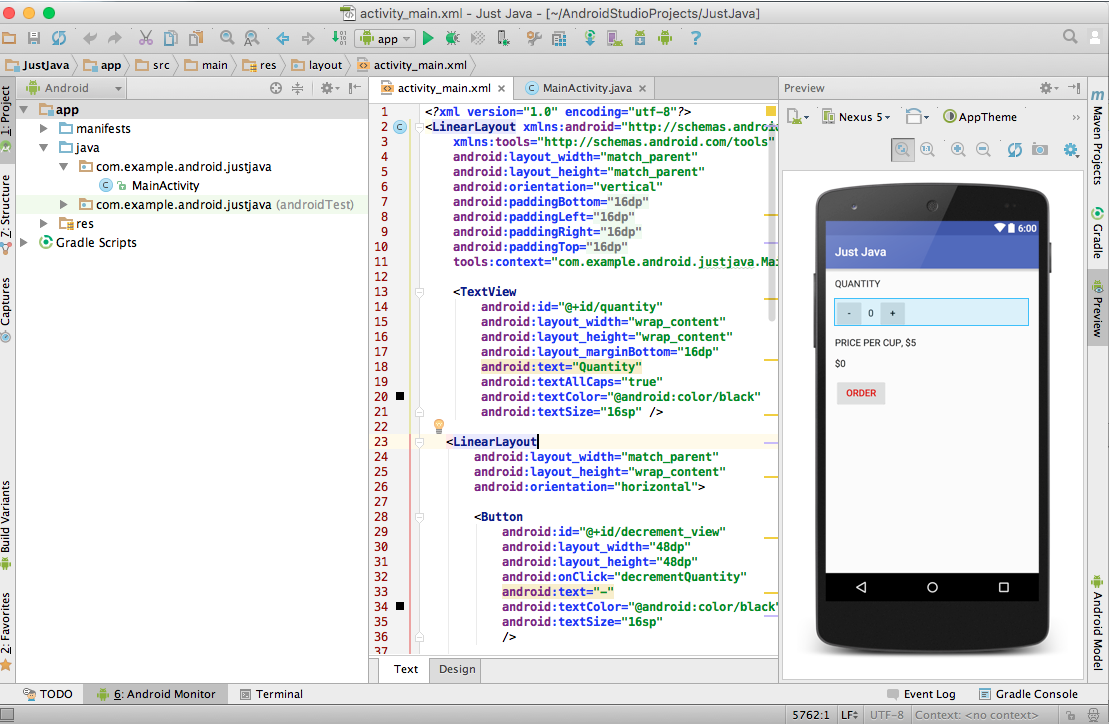 activity_main.xml - Just Java - [~/AndroidStudioProjects/JustJava]
app
JustJava app src main res layout activity_main.xml
1: Project
Z: Structure
Captures
Build Variants
2: Favorites
Android
app
manifests
java
com.example.android.justjava
MainActivity
com.example.android.justjava (androidTest)
res
Gradle Scripts
activity_main.xml MainActivity.java
1 <?xml version="1.0" encoding="utf-8"?>
2 <LinearLayout xmlns:android="http://schemas.androi
3 xmlns:tools="http://schemas.android.com/tools"
4 android:layout_width="match_parent"
5 android:layout_height="match_parent"
6 android:orientation="vertical"
7 android:paddingBottom="16dp"
8 android:paddingLeft="16dp"
9 android:paddingRight="16dp"
10 android:paddingTop="16dp"
11 tools:context="com.example.android.justjava.Mai
12
13 <TextView
14 android:id="@+id/quantity"
15 android:layout_width="wrap_content"
16 android:layout_height="wrap_content"
17 android:layout_marginBottom="16dp"
18 android:text="Quantity"
19 android:textAllCaps="true"
20 android:textColor="@android:color/black"
21 android:textSize="16sp" />
22
23 <LinearLayout
24 android:layout_width="match_parent"
25 android:layout_height="wrap_content"
26 android:orientation="horizontal">
27
28 <Button
29 android:id="@+id/decrement_view"
30 android:layout_width="48dp"
31 android:layout_height="48dp"
32 android:onClick="decrementQuantity"
33 android:text="-"
34 android:textColor="@android:color/black"
35 android:textSize="16sp"
36 />
37
Text Design
Preview
Nexus 5 AppTheme
6:00
Just Java
QUANTITY
- 0 +
PRICE PER CUP, $5
$0
ORDER
m Maven Projects
Gradle
Preview
Android Model
TODO 6: Android Monitor Terminal Event Log Gradle Console
5762:1 LF UTF-8 Context: <no context>